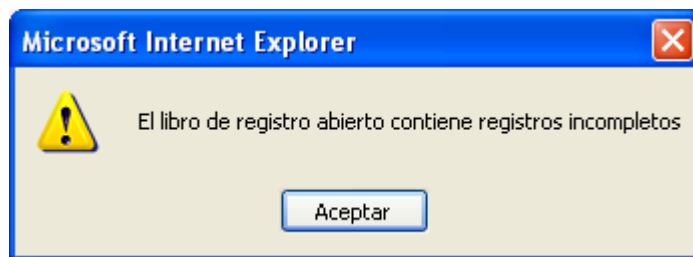 Microsoft Internet Explorer
El libro de registro abierto contiene registros incompletos
Aceptar